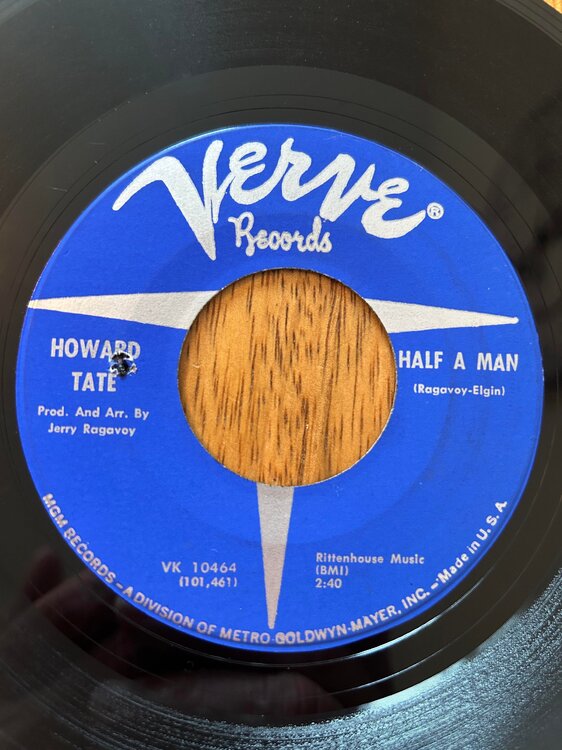 Verve®
Records
HOWARD
TATE
Prod. And Arr. By
Jerry Ragavoy
HALF A MAN
(Ragavoy-Elgin)
VK 10464
(101,461)
Rittenhouse Music
(BMI)
2:40
MGM RECORDS – A DIVISION OF METRO-GOLDWYN-MAYER, INC. – Made in U.S.A.